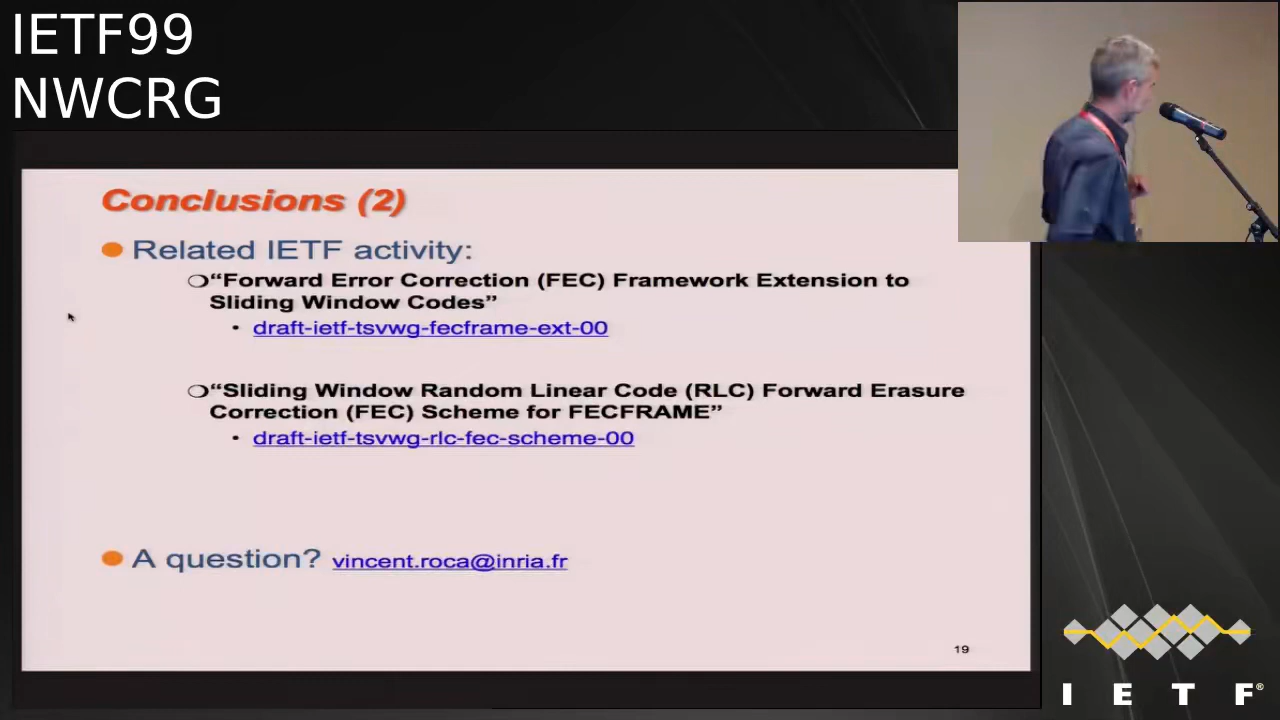 IETF99
NWCRG
Conclusions (2)
Related IETF activity:
“Forward Error Correction (FEC) Framework Extension to
Sliding Window Codes”
draft-ietf-tsvwg-fecframe-ext-00
“Sliding Window Random Linear Code (RLC) Forward Erasure
Correction (FEC) Scheme for FECFRAME”
draft-ietf-tsvwg-rlc-fec-scheme-00
A question? vincent.roca@inria.fr
19
I E T F®